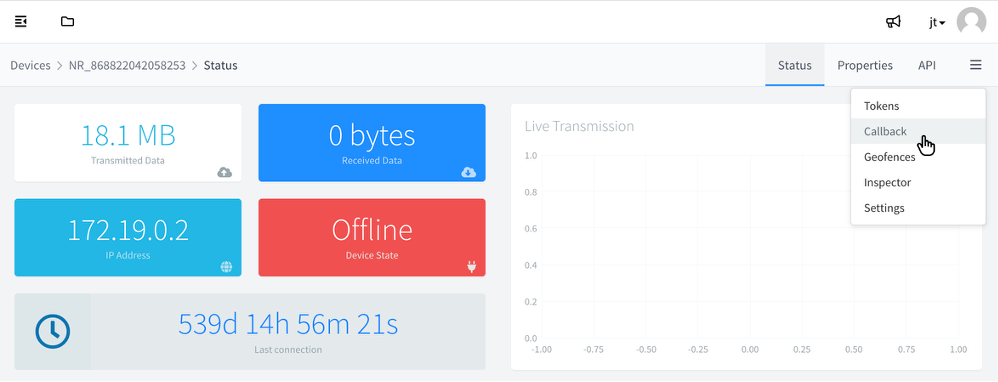 jt
Devices > NR_868822042058253 > Status
Status Properties API
Tokens
Callback
Geofences
Inspector
Settings
18.1 MB
Transmitted Data
0 bytes
Received Data
172.19.0.2
IP Address
Offline
Device State
539d 14h 56m 21s
Last connection
Live Transmission
1.0
0.8
0.6
0.4
0.2
0.0
-1.00 -0.75 -0.50 -0.25 0.00 0.25 0.50 0.75 1.00